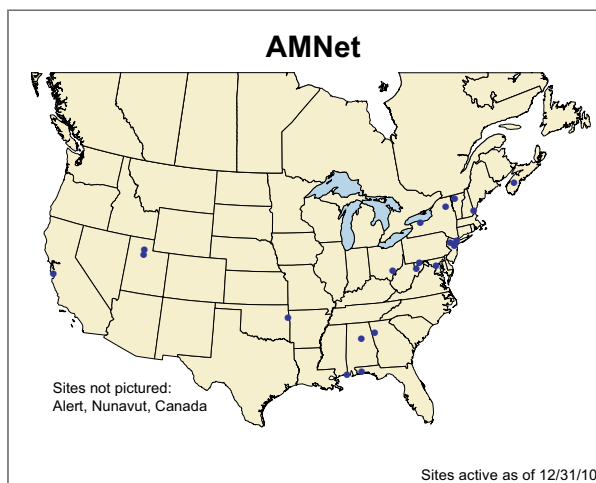 AMNet
Sites not pictured:
Alert, Nunavut, Canada
Sites active as of 12/31/10